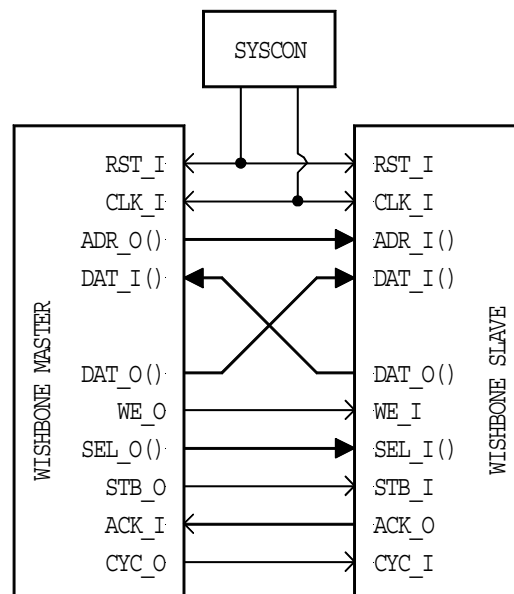 SYSCON
WISHBONE MASTER
RST_I
CLK_I
ADR_O()
DAT_I()
DAT_O()
WE_O
SEL_O()
STB_O
ACK_I
CYC_O
RST_I
CLK_I
ADR_I()
DAT_I()
DAT_O()
WE_I
SEL_I()
STB_I
ACK_O
CYC_I
WISHBONE SLAVE